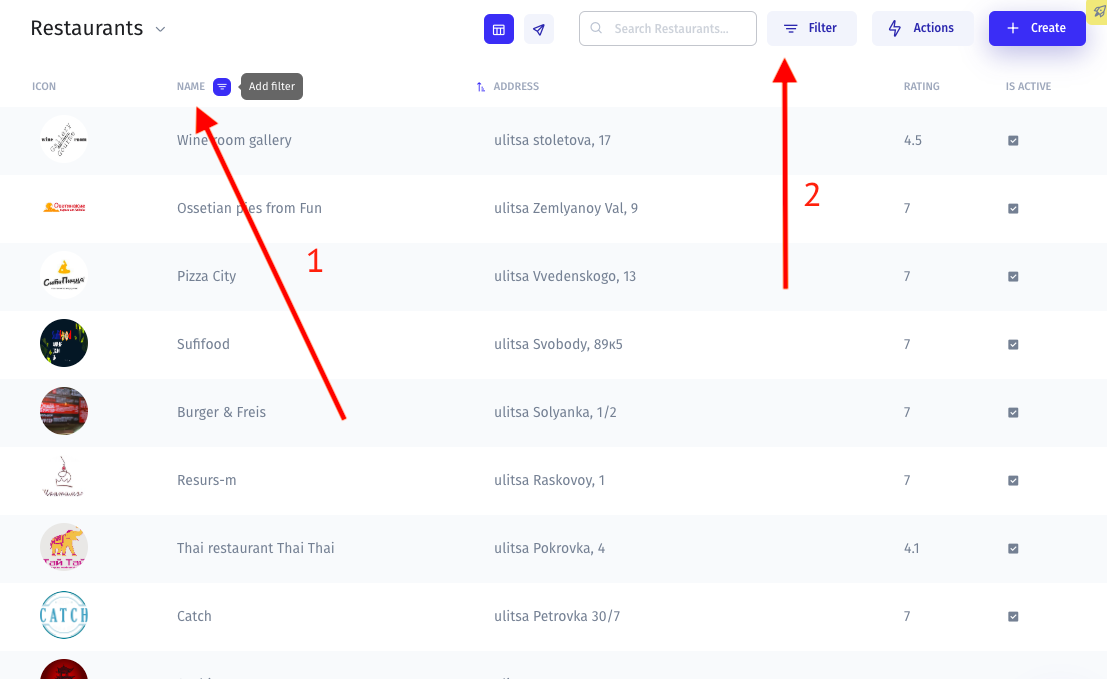 Restaurants
Search Restaurants...
Filter
Actions
Create
ICON
NAME
Add filter
ADDRESS
RATING
IS ACTIVE
Wine room gallery
ulitsa stoletova, 17
4.5
Ossetian pies from Fun
ulitsa Zemlyanoy Val, 9
7
2
1
Pizza City
ulitsa Vvedenskogo, 13
7
Sufifood
ulitsa Svobody, 89к5
7
Burger & Freis
ulitsa Solyanka, 1/2
7
Resurs-m
ulitsa Raskovoy, 1
7
Thai restaurant Thai Thai
ulitsa Pokrovka, 4
4.1
CATCH
Catch
ulitsa Petrovka 30/7
7